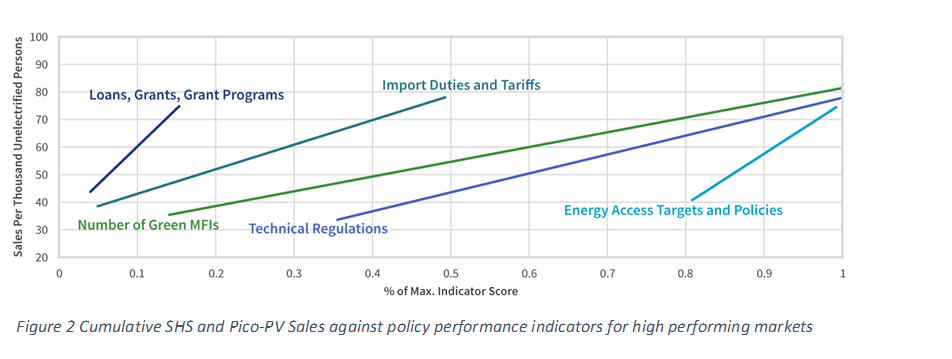 Sales Per Thousand Unelectrified Persons
100
90
80
70
60
50
40
30
20
Loans, Grants, Grant Programs
Import Duties and Tariffs
Number of Green MFIs
Technical Regulations
Energy Access Targets and Policies
0 0.1 0.2 0.3 0.4 0.5 0.6 0.7 0.8 0.9 1
% of Max. Indicator Score
Figure 2 Cumulative SHS and Pico-PV Sales against policy performance indicators for high performing markets